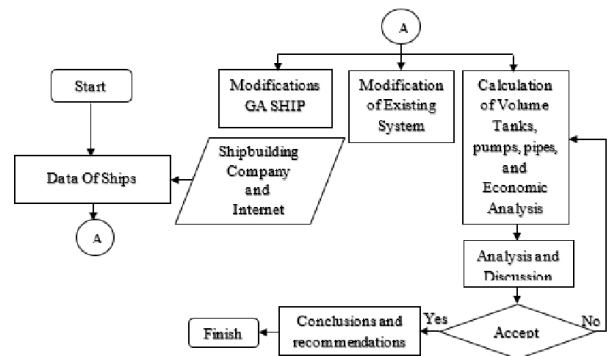 Start
Data Of Ships
A
Shipbuilding
Company
and
Internet
A
Modifications
GA SHIP
Modification
of Existing
System
Calculation
of Volume
Tanks,
pumps, pipes,
and
Economic
Analysis
Analysis and
Discussion
Accept
Yes
No
Conclusions and
recommendations
Finish